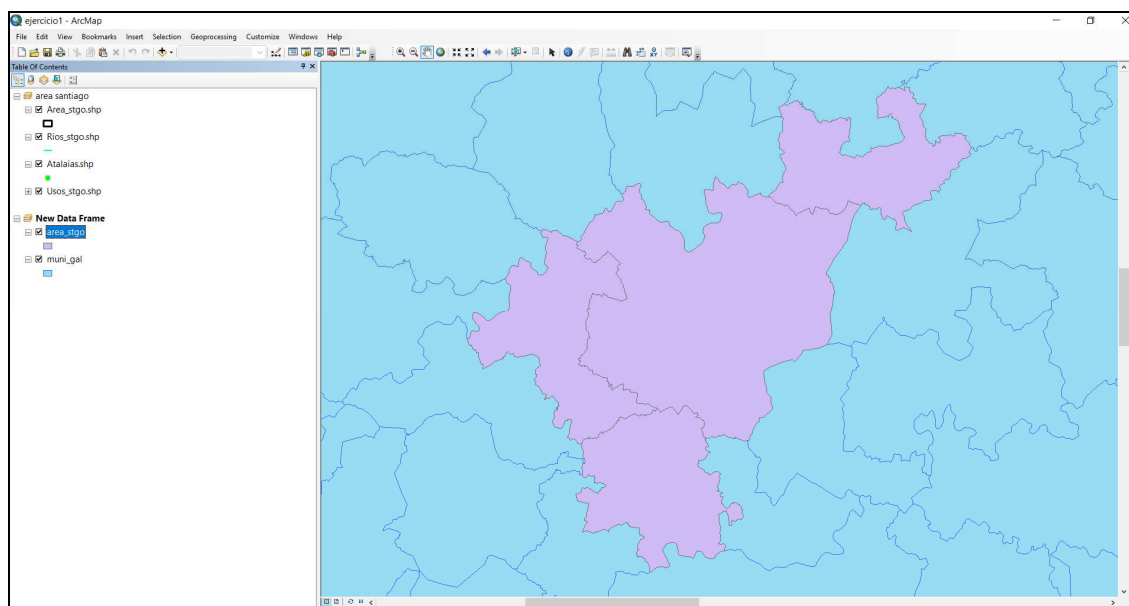 ejercicio1 - ArcMap
File Edit View Bookmarks Insert Selection Geoprocessing Customize Windows Help
Table Of Contents
area santiago
Area_stgo.shp
Rios_stgo.shp
Atalaias.shp
Usos_stgo.shp
New Data Frame
area_stgo
muni_gal